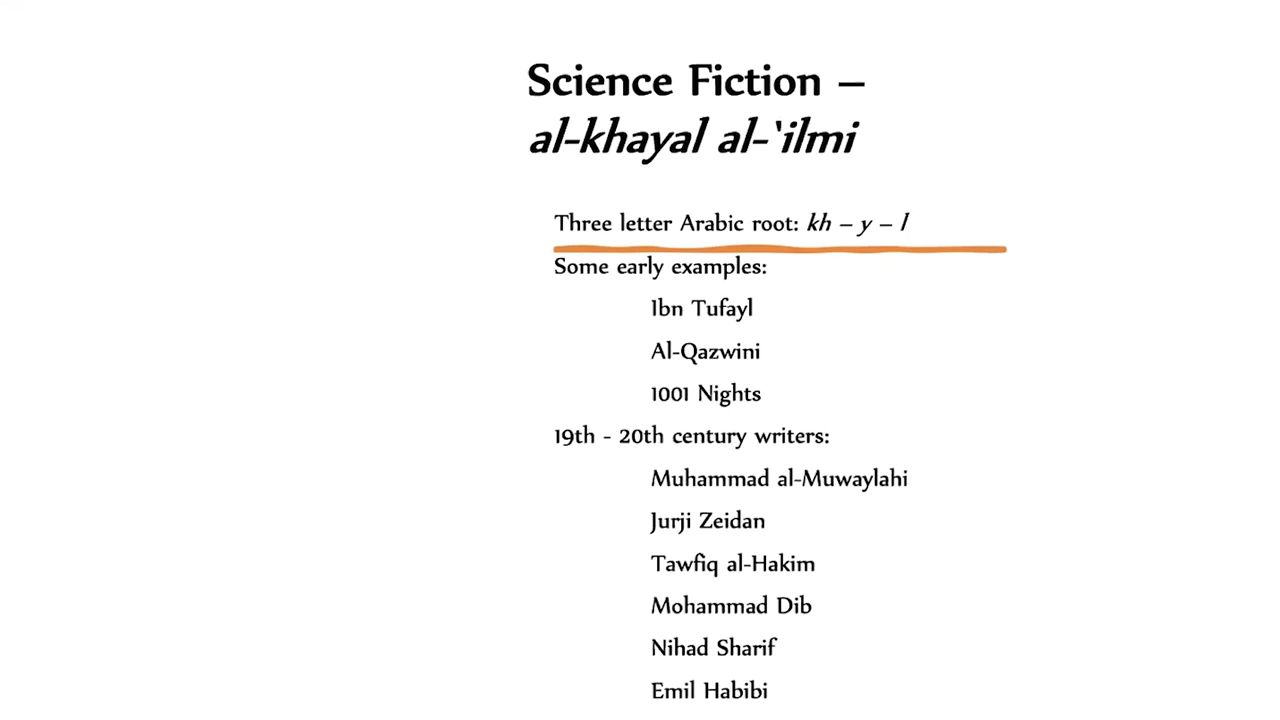 Science Fiction –
al-khayal al-'ilmi
Three letter Arabic root: kh – y – l
Some early examples:
Ibn Tufayl
Al-Qazwini
1001 Nights
19th - 20th century writers:
Muhammad al-Muwaylahi
Jurji Zeidan
Tawfiq al-Hakim
Mohammad Dib
Nihad Sharif
Emil Habibi